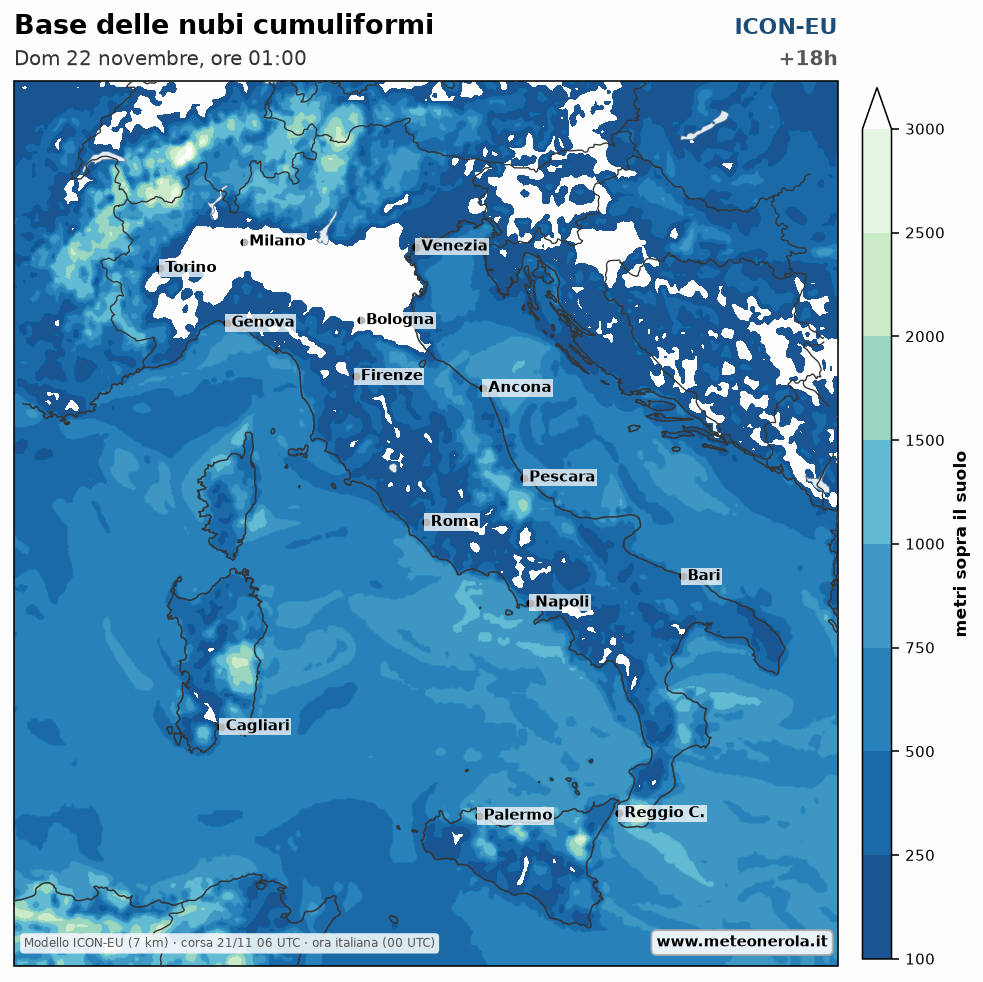 Base delle nubi cumuliformi
ICON-EU
Dom 22 novembre, ore 01:00
+18h
Milano
Venezia
Torino
Genova
Bologna
Firenze
Ancona
Pescara
Roma
Bari
Napoli
Cagliari
Palermo
Reggio C.
3000
2500
2000
1500
1000
750
500
250
100
metri sopra il suolo
Modello ICON-EU (7 km) · corsa 21/11 06 UTC · ora italiana (00 UTC)
www.meteonerola.it